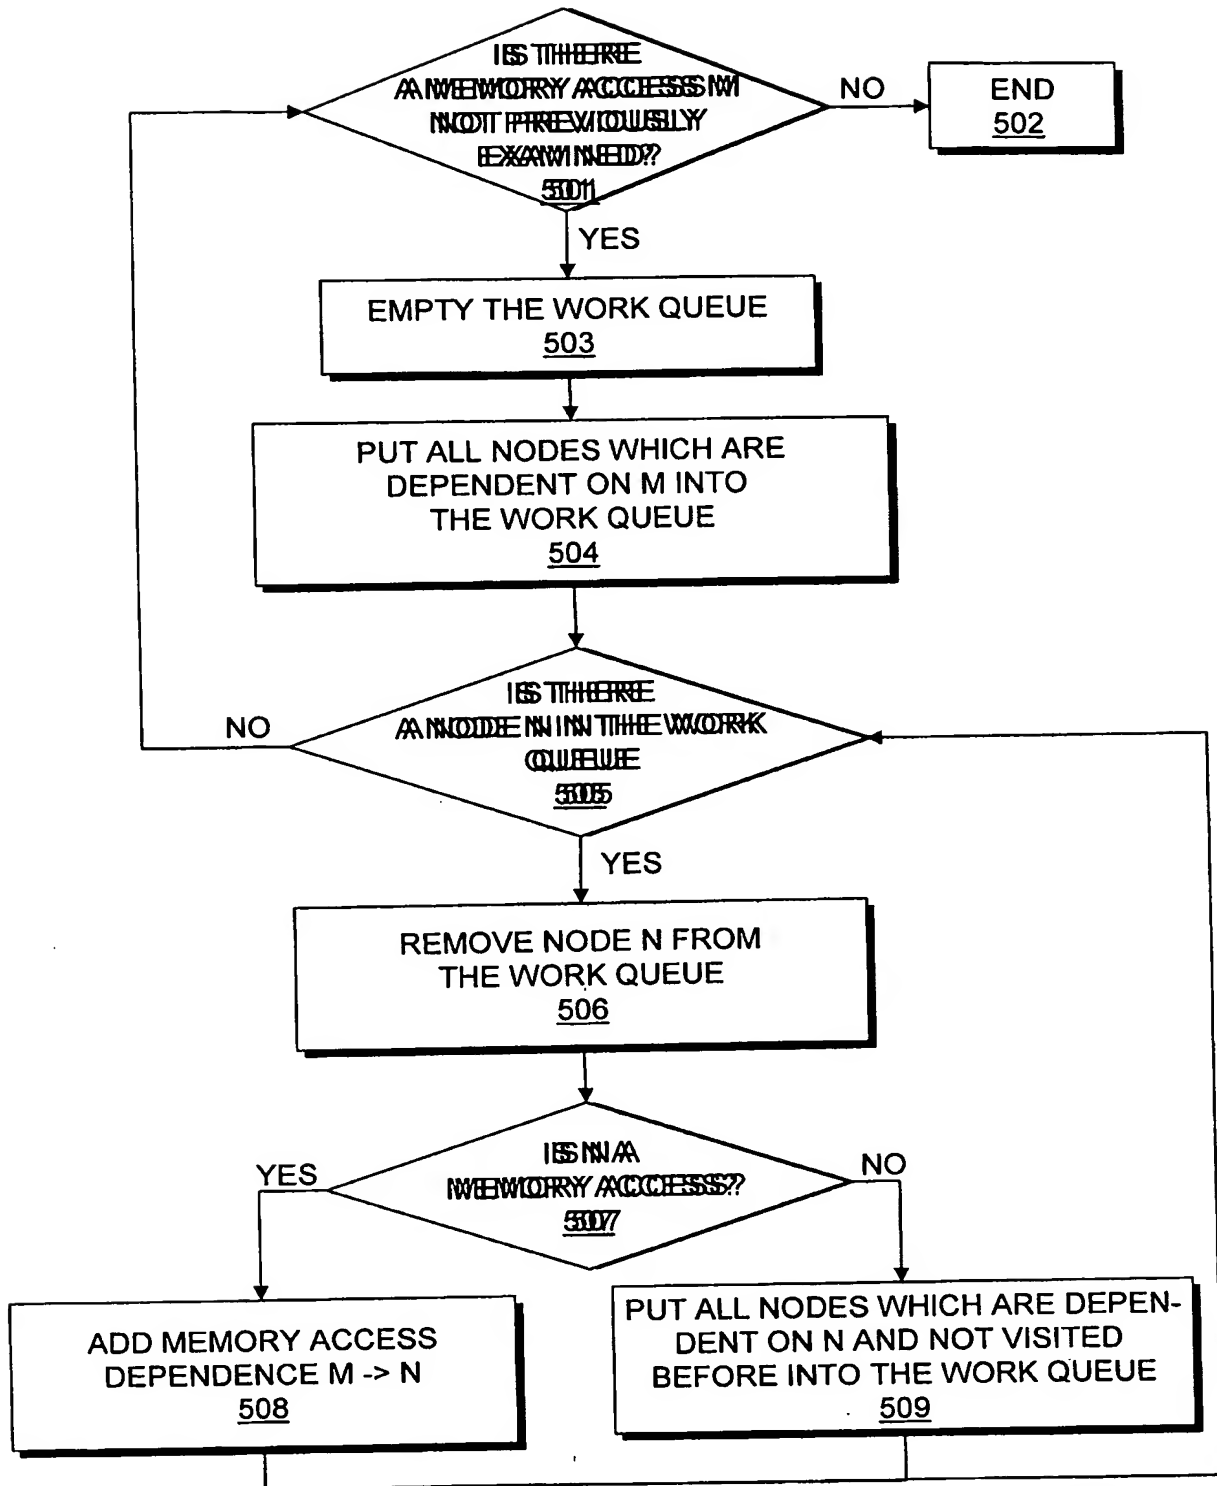 IS THERE
A MEMORY ACCESS M
NOT PREVIOUSLY
EXAMINED?
501
NO
END
502
YES
EMPTY THE WORK QUEUE
503
PUT ALL NODES WHICH ARE
DEPENDENT ON M INTO
THE WORK QUEUE
504
IS THERE
A NODE N IN THE WORK
QUEUE
505
NO
YES
REMOVE NODE N FROM
THE WORK QUEUE
506
IS N A
MEMORY ACCESS?
507
YES
NO
ADD MEMORY ACCESS
DEPENDENCE M -> N
508
PUT ALL NODES WHICH ARE DEPEN-
DENT ON N AND NOT VISITED
BEFORE INTO THE WORK QUEUE
509